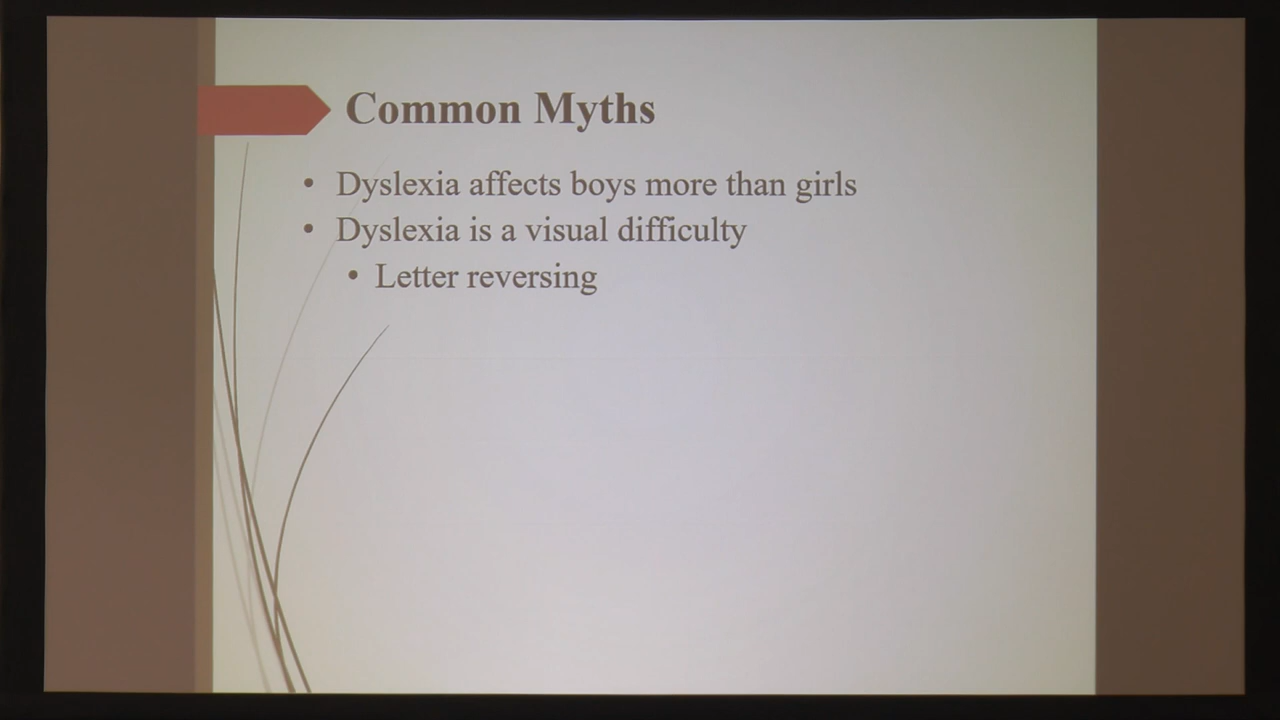 Common Myths
• Dyslexia affects boys more than girls
• Dyslexia is a visual difficulty
• Letter reversing